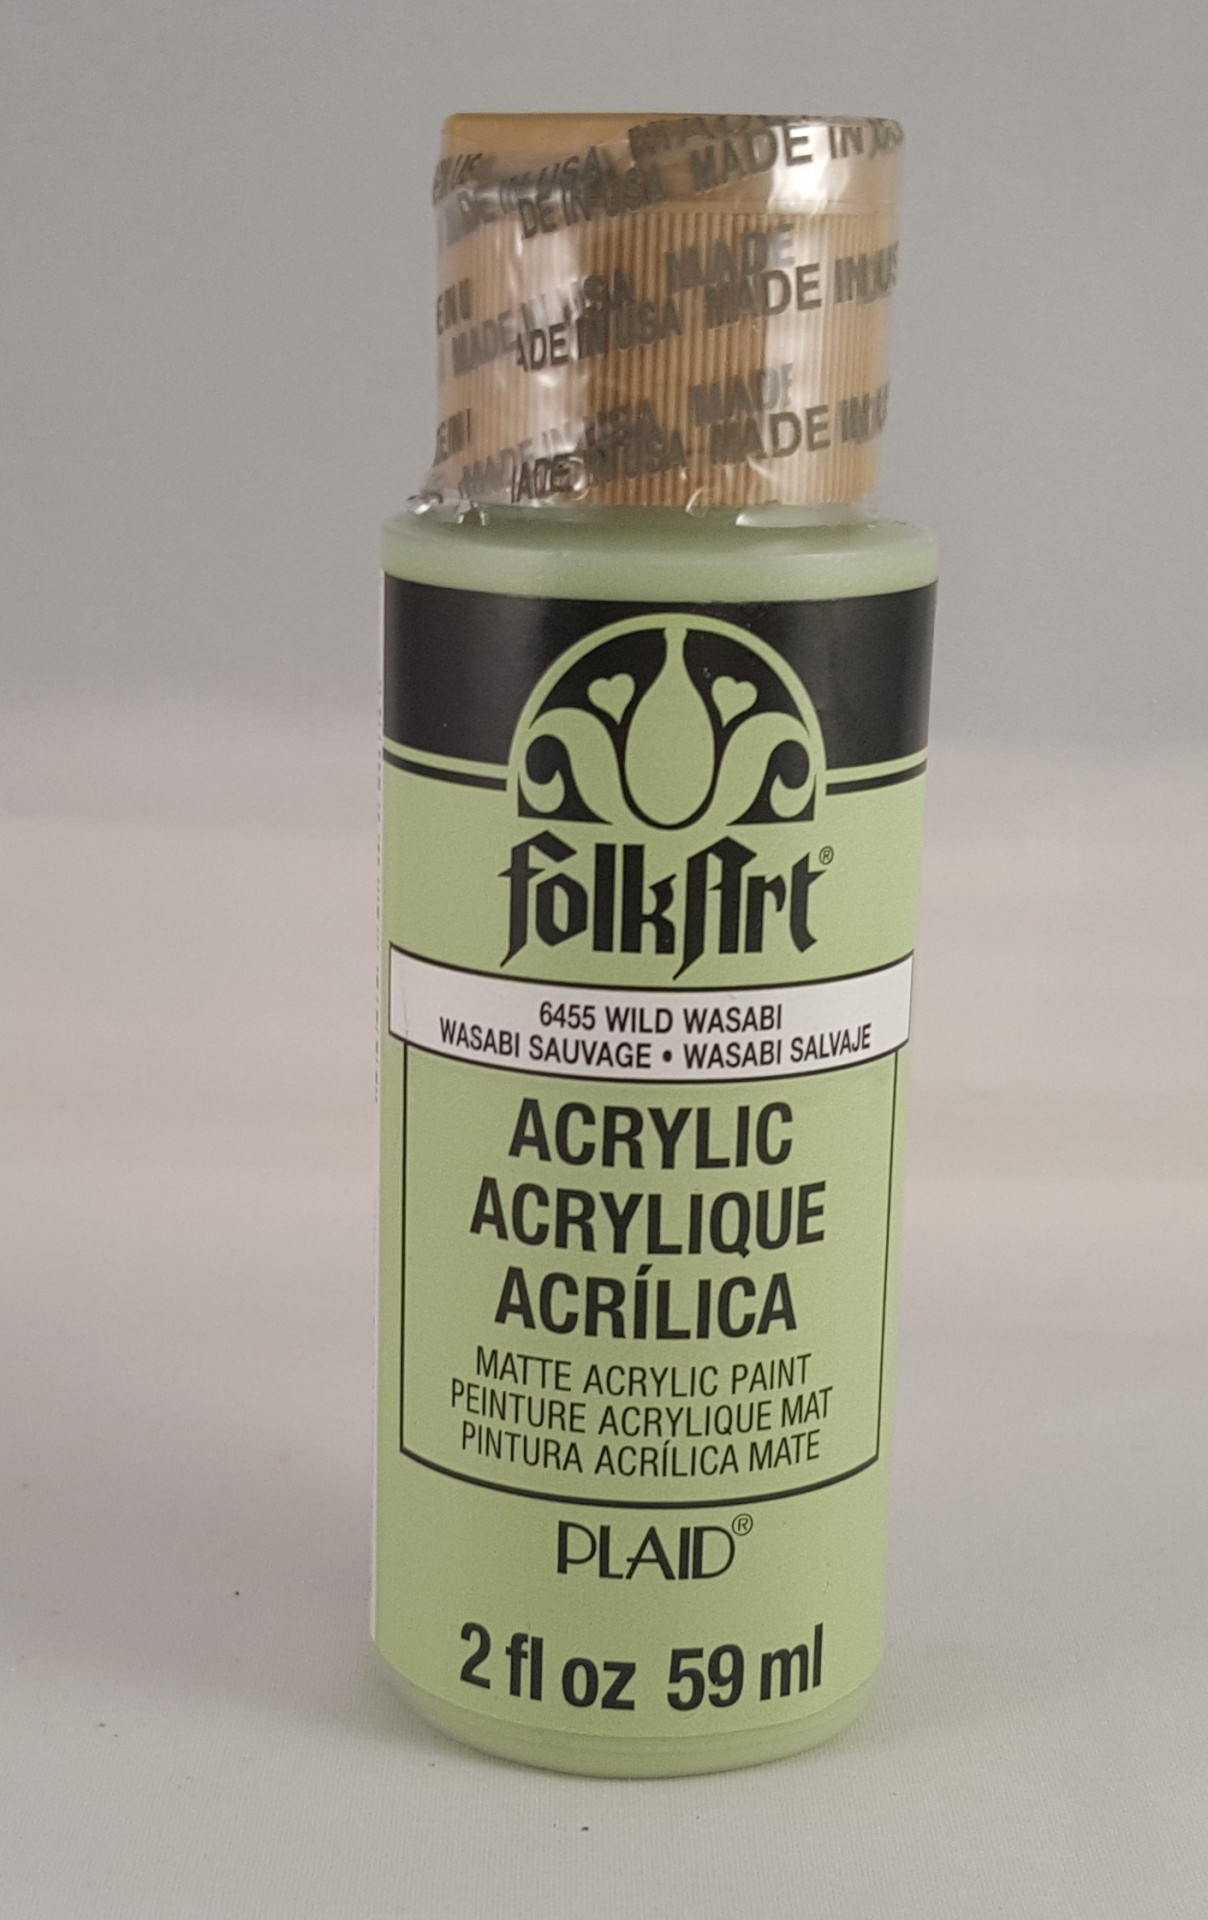 MADE IN USA
MADE IN USA
MADE IN USA
folkArt®
6455 WILD WASABI
WASABI SAUVAGE • WASABI SALVAJE
ACRYLIC
ACRYLIQUE
ACRÍLICA
MATTE ACRYLIC PAINT
PEINTURE ACRYLIQUE MAT
PINTURA ACRÍLICA MATE
PLAID®
2 fl oz 59 ml